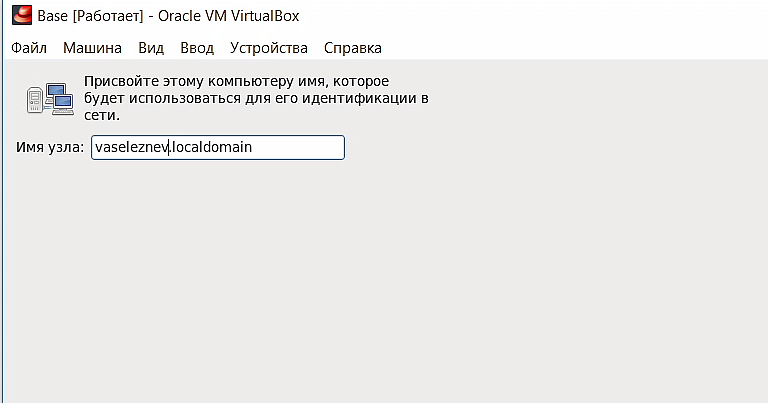 Base [Работает] - Oracle VM VirtualBox
Файл Машина Вид Ввод Устройства Справка
Присвойте этому компьютеру имя, которое
будет использоваться для его идентификации в
сети.
Имя узла: vaseleznev.localdomain